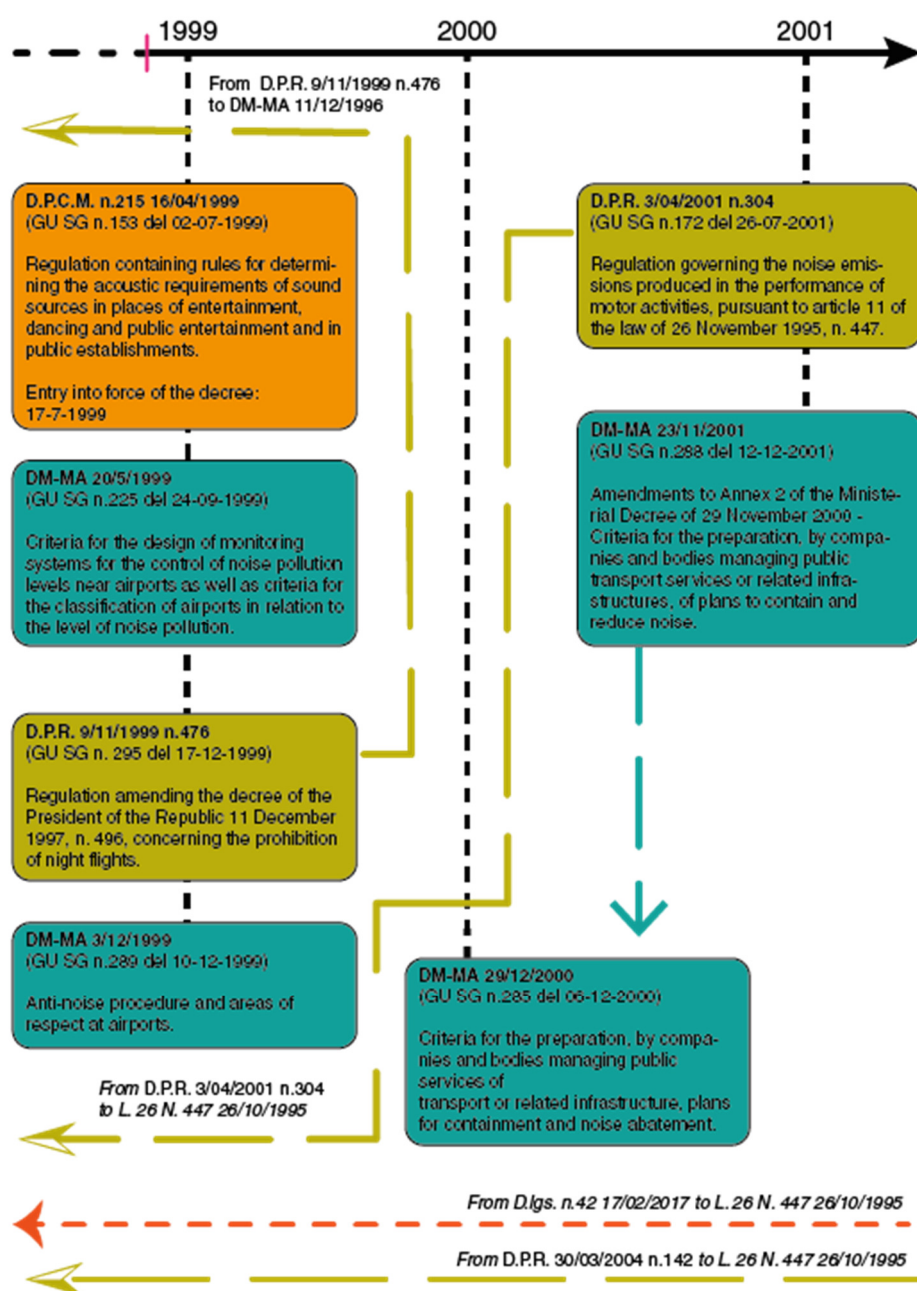 1999 2000 2001
From D.P.R. 9/11/1999 n.476
to DM-MA 11/12/1996
D.P.C.M. n.215 16/04/1999
(GU SG n.153 del 02-07-1999)
Regulation containing rules for determi-
ning the acoustic requirements of sound
sources in places of entertainment,
dancing and public entertainment and in
public establishments.
Entry into force of the decree:
17-7-1999
DM-MA 20/5/1999
(GU SG n.225 del 24-09-1999)
Criteria for the design of monitoring
systems for the control of noise pollution
levels near airports as well as criteria for
the classification of airports in relation to
the level of noise pollution.
D.P.R. 9/11/1999 n.476
(GU SG n. 295 del 17-12-1999)
Regulation amending the decree of the
President of the Republic 11 December
1997, n. 496, concerning the prohibition
of night flights.
DM-MA 3/12/1999
(GU SG n.289 del 10-12-1999)
Anti-noise procedure and areas of
respect at airports.
From D.P.R. 3/04/2001 n.304
to L. 26 N. 447 26/10/1995
D.P.R. 3/04/2001 n.304
(GU SG n.172 del 26-07-2001)
Regulation governing the noise emis-
sions produced in the performance of
motor activities, pursuant to article 11 of
the law of 26 November 1995, n. 447.
DM-MA 23/11/2001
(GU SG n.288 del 12-12-2001)
Amendments to Annex 2 of the Ministe-
rial Decree of 29 November 2000 -
Criteria for the preparation, by compa-
nies and bodies managing public
transport services or related infra-
structures, of plans to contain and
reduce noise.
DM-MA 29/12/2000
(GU SG n.285 del 06-12-2000)
Criteria for the preparation, by compa-
nies and bodies managing public
services of
transport or related infrastructure, plans
for containment and noise abatement.
From D.lgs. n.42 17/02/2017 to L. 26 N. 447 26/10/1995
From D.P.R. 30/03/2004 n.142 to L. 26 N. 447 26/10/1995